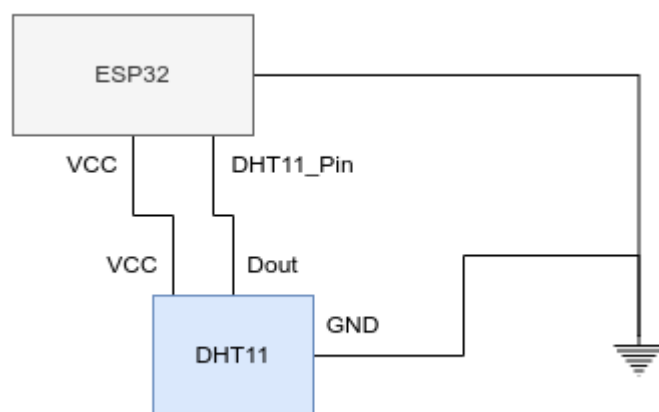 ESP32
VCC
DHT11_Pin
VCC
Dout
GND
DHT11